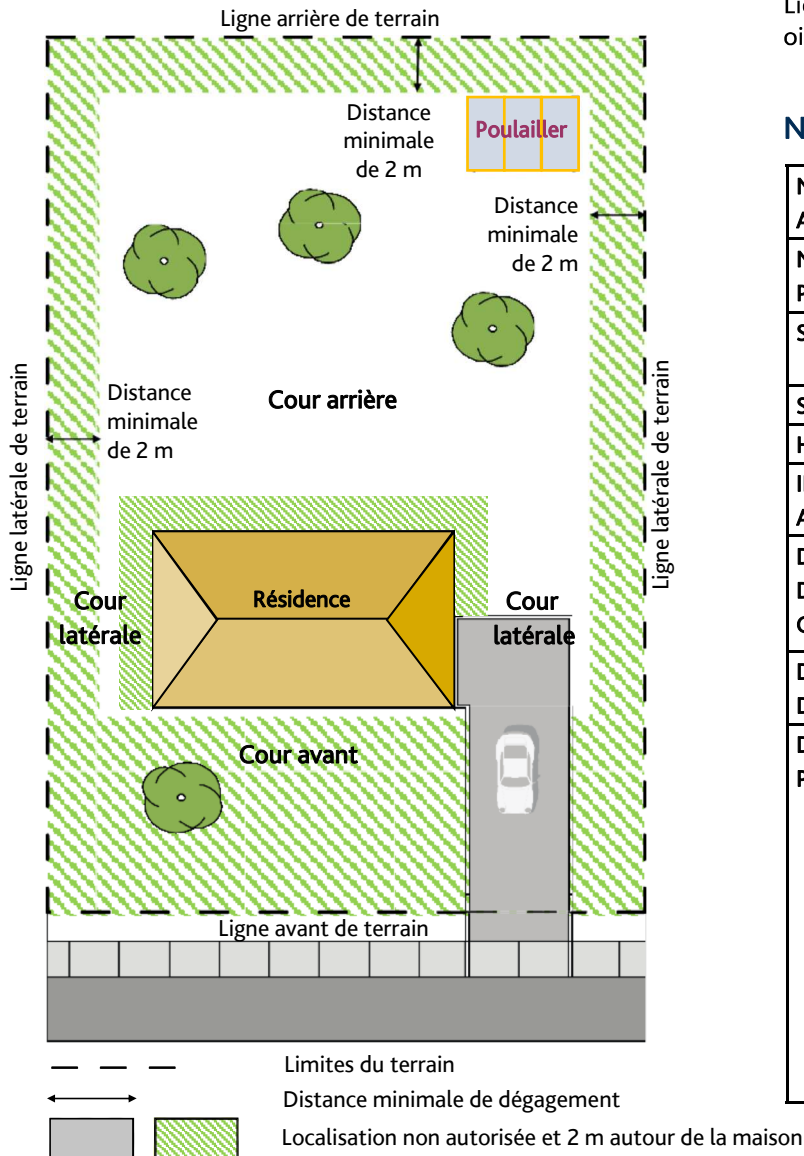 Ligne arrière de terrain
Distance
minimale
de 2 m
Poulailler
Distance
minimale
de 2 m
Ligne latérale de terrain
Distance
minimale
de 2 m
Cour arrière
Ligne latérale de terrain
Cour
latérale
Résidence
Cour
latérale
Cour avant
Ligne avant de terrain
Limites du terrain
Distance minimale de dégagement
Localisation non autorisée et 2 m autour de la maison